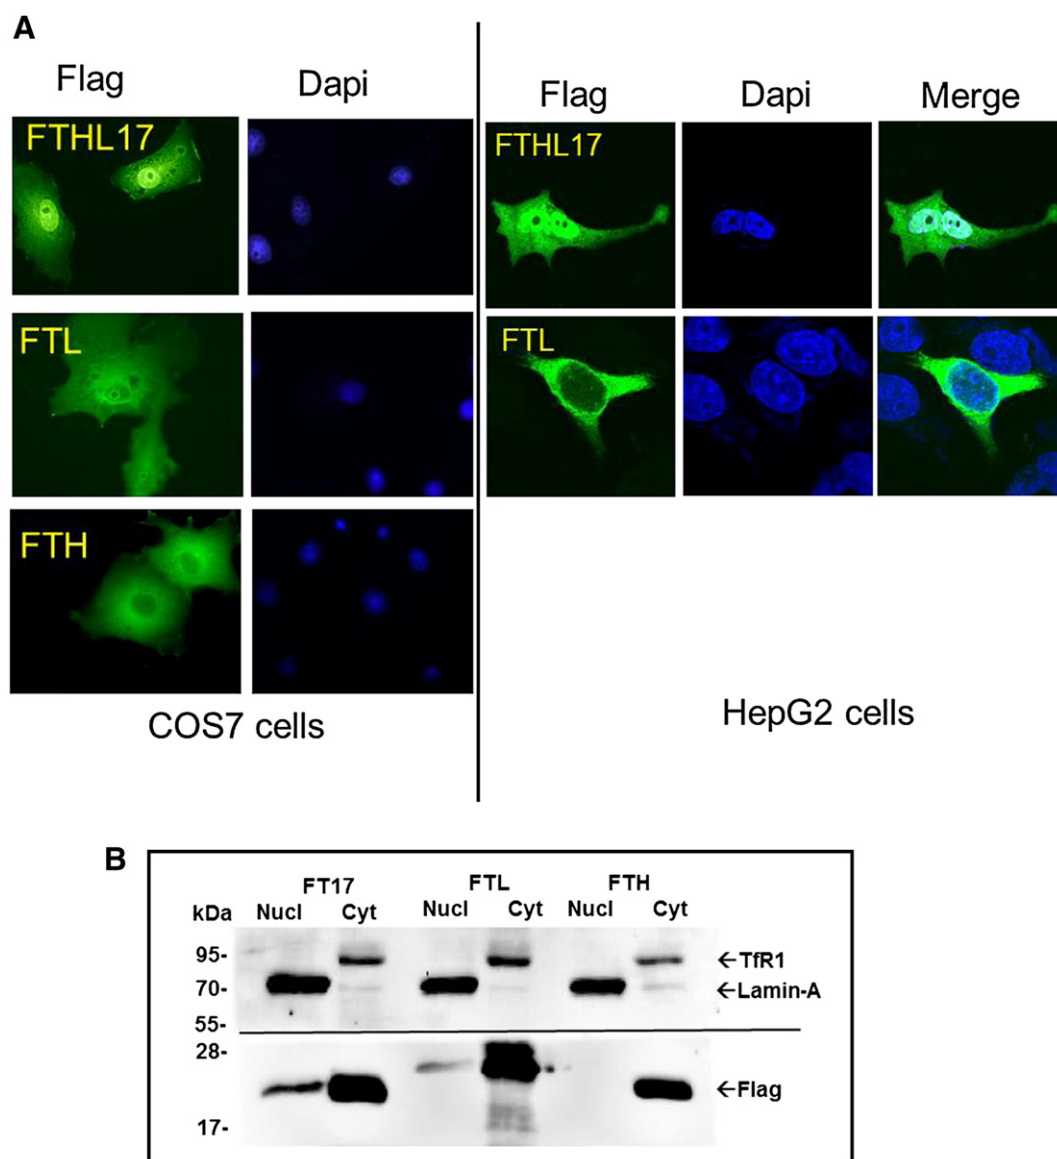 A
Flag Dapi
Flag Dapi Merge
FTHL17
FTHL17
FTL
FTL
FTH
COS7 cells
HepG2 cells
B
FT17 FTL FTH
kDa Nucl Cyt Nucl Cyt Nucl Cyt
95- ←TfR1
70- ←Lamin-A
55-
28-
←Flag
17-